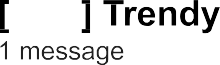 [ ] Trendy
1 message